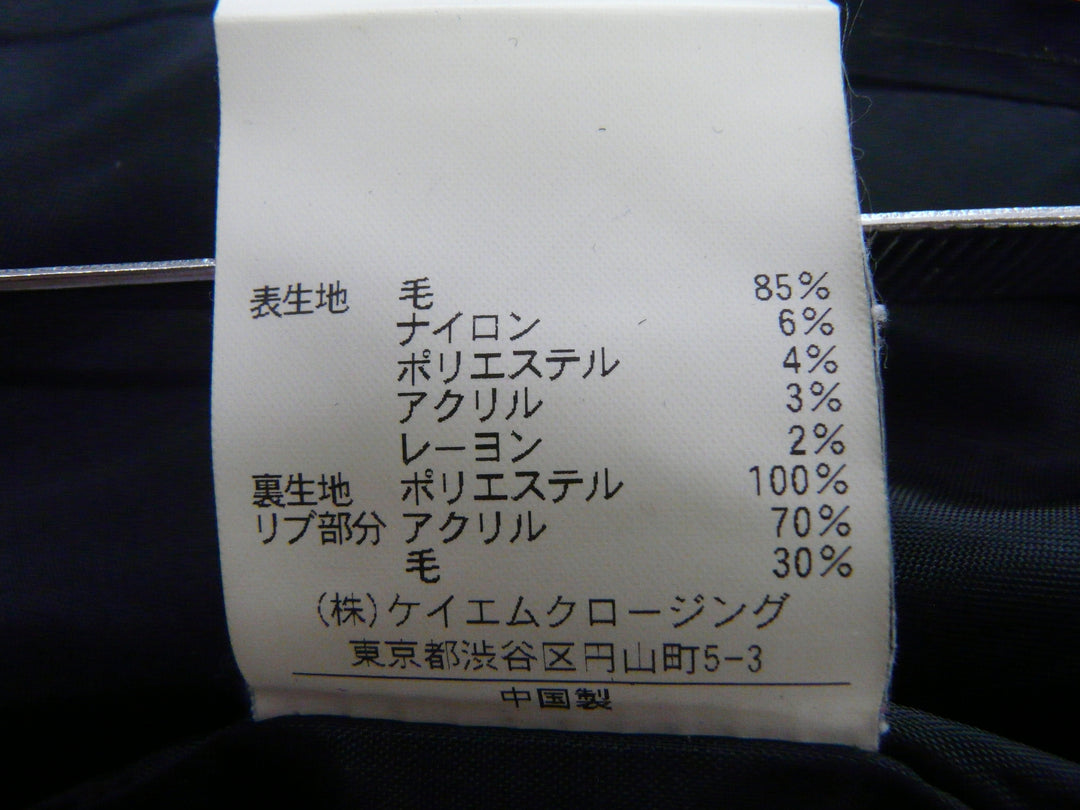 表生地 毛 85%
ナイロン 6%
ポリエステル 4%
アクリル 3%
レーヨン 2%
裏生地 ポリエステル 100%
リブ部分 アクリル 70%
毛 30%
(株)ケイエムクロージング
東京都渋谷区円山町5-3
中国製